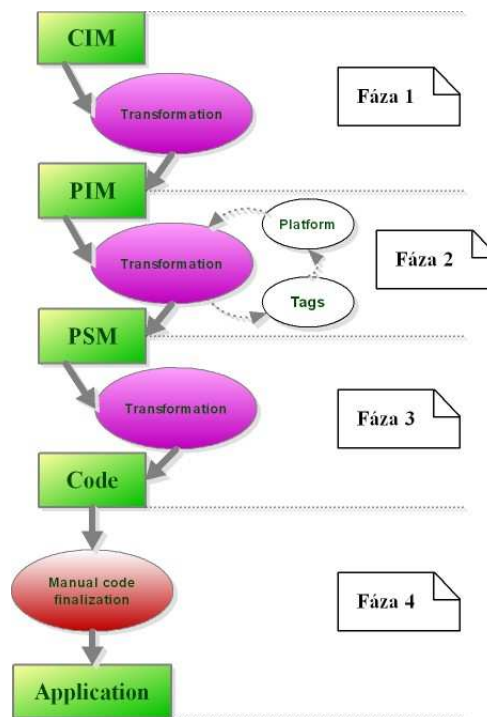 CIM
Transformation
Fáza 1
PIM
Platform
Transformation
Fáza 2
Tags
PSM
Transformation
Fáza 3
Code
Manual code
finalization
Fáza 4
Application